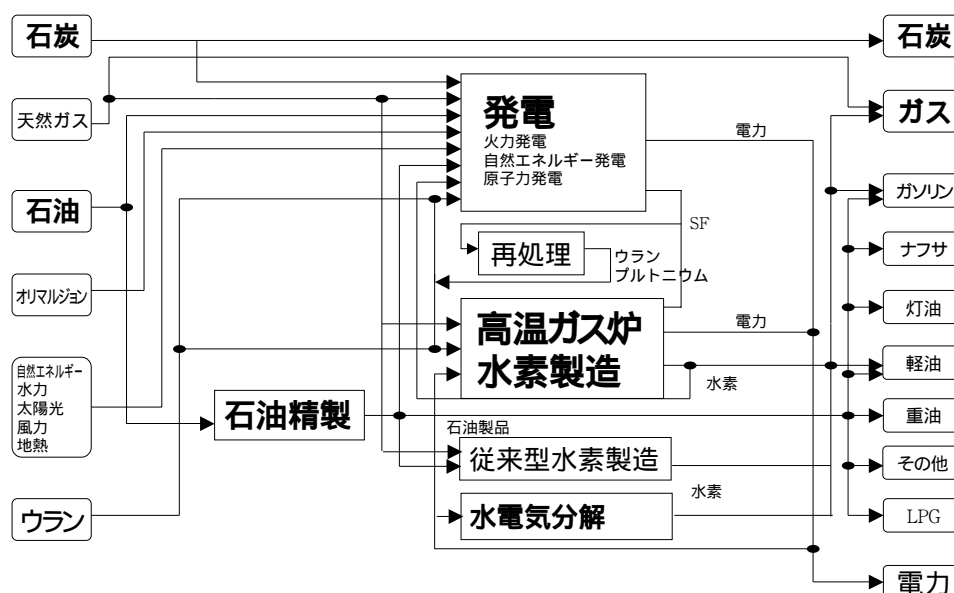 石炭
天然ガス
石油
オリマルジョン
自然エネルギー
水力
太陽光
風力
地熱
ウラン
石油精製
発電
火力発電
自然エネルギー発電
原子力発電
再処理
ウラン
プルトニウム
SF
高温ガス炉
水素製造
石油製品
従来型水素製造
水電気分解
電力
電力
水素
水素
石炭
ガス
ガソリン
ナフサ
灯油
軽油
重油
その他
LPG
電力